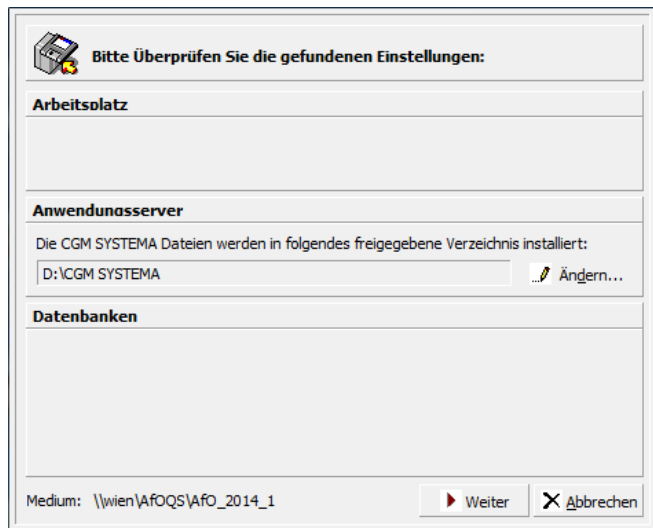 Bitte Überprüfen Sie die gefundenen Einstellungen:
Arbeitsplatz
Anwendungsserver
Die CGM SYSTEMA Dateien werden in folgendes freigegebene Verzeichnis installiert:
D:\CGM SYSTEMA
Ändern...
Datenbanken
Medium: \\wien\AfOQS\AfO_2014_1
Weiter
Abbrechen